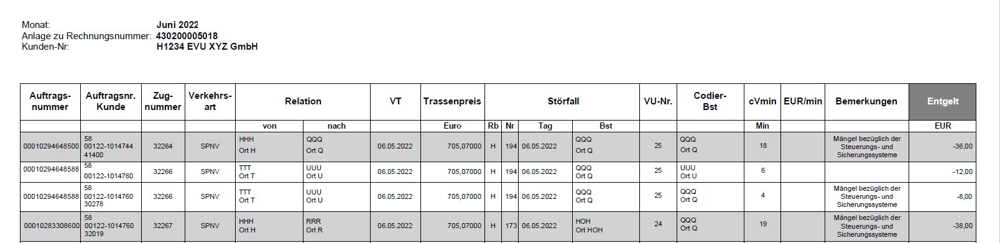 Monat: Juni 2022
Anlage zu Rechnungsnummer: 430200005018
Kunden-Nr: H1234 EVU XYZ GmbH
Auftrags-nummer Auftragsnr. Kunde Zug-nummer Verkehrs-art Relation VT Trassenpreis Störfall VU-Nr. Codier-Bst cVmin EUR/min Bemerkungen Entgelt
von nach Euro Rb Nr Tag Bst Min EUR
00010294648500 58 00122-1014744 41400 32264 SPNV HHH Ort H QQQ Ort Q 06.05.2022 705,07000 H 194 06.05.2022 QQQ Ort Q 25 QQQ Ort Q 18 Mängel bezüglich der Steuerungs- und Sicherungssysteme -36,00
00010294648588 58 00122-1014760 32266 SPNV TTT Ort T UUU Ort U 06.05.2022 705,07000 H 194 06.05.2022 QQQ Ort Q 25 UUU Ort U 6 -12,00
00010294648588 58 00122-1014760 30278 32266 SPNV TTT Ort T UUU Ort U 06.05.2022 705,07000 H 194 06.05.2022 QQQ Ort Q 25 QQQ Ort Q 4 Mängel bezüglich der Steuerungs- und Sicherungssysteme -8,00
00010283308600 58 00122-1014760 32019 32267 SPNV HHH Ort H RRR Ort R 06.05.2022 705,07000 H 173 06.05.2022 HOH Ort HOH 24 QQQ Ort Q 19 Mängel bezüglich der Steuerungs- und Sicherungssysteme -38,00